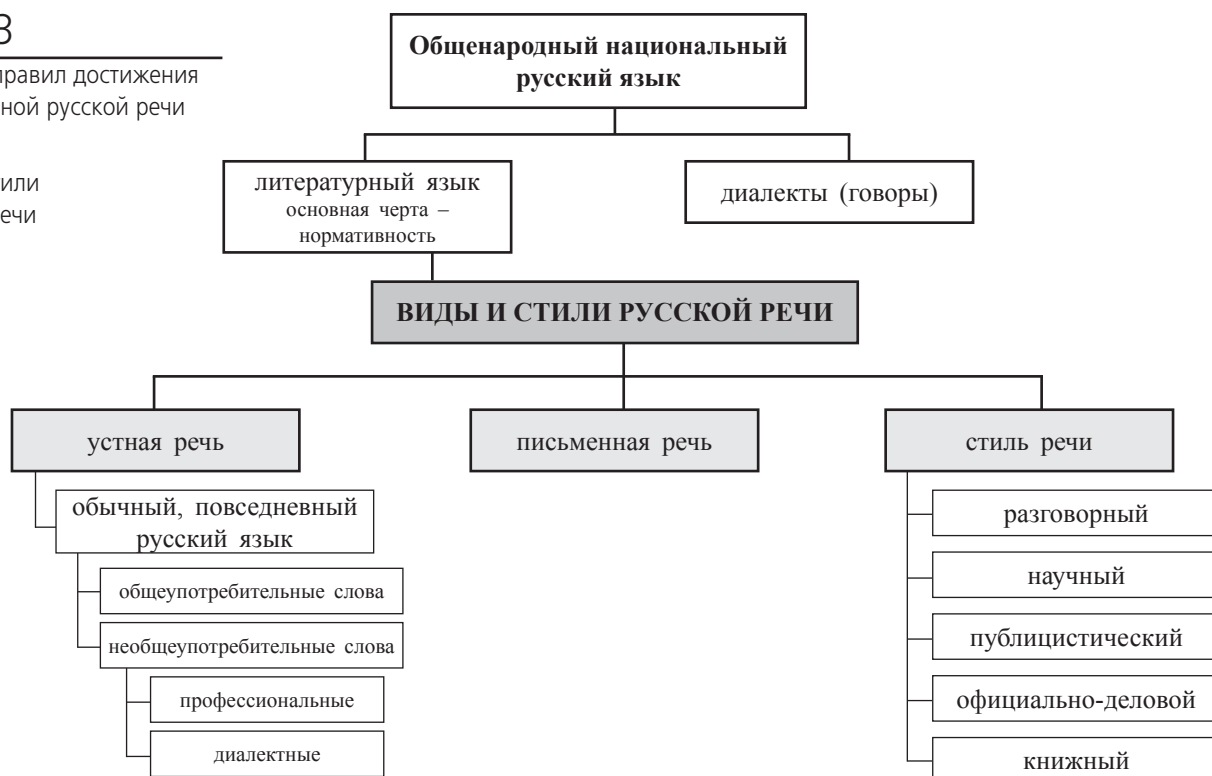 3
правил достижения
ной русской речи
тили
ечи
Общенародный национальный
русский язык
литературный язык
основная черта –
нормативность
диалекты (говоры)
ВИДЫ И СТИЛИ РУССКОЙ РЕЧИ
устная речь
обычный, повседневный
русский язык
общеупотребительные слова
необщеупотребительные слова
профессиональные
диалектные
письменная речь
стиль речи
разговорный
научный
публицистический
официально-деловой
книжный